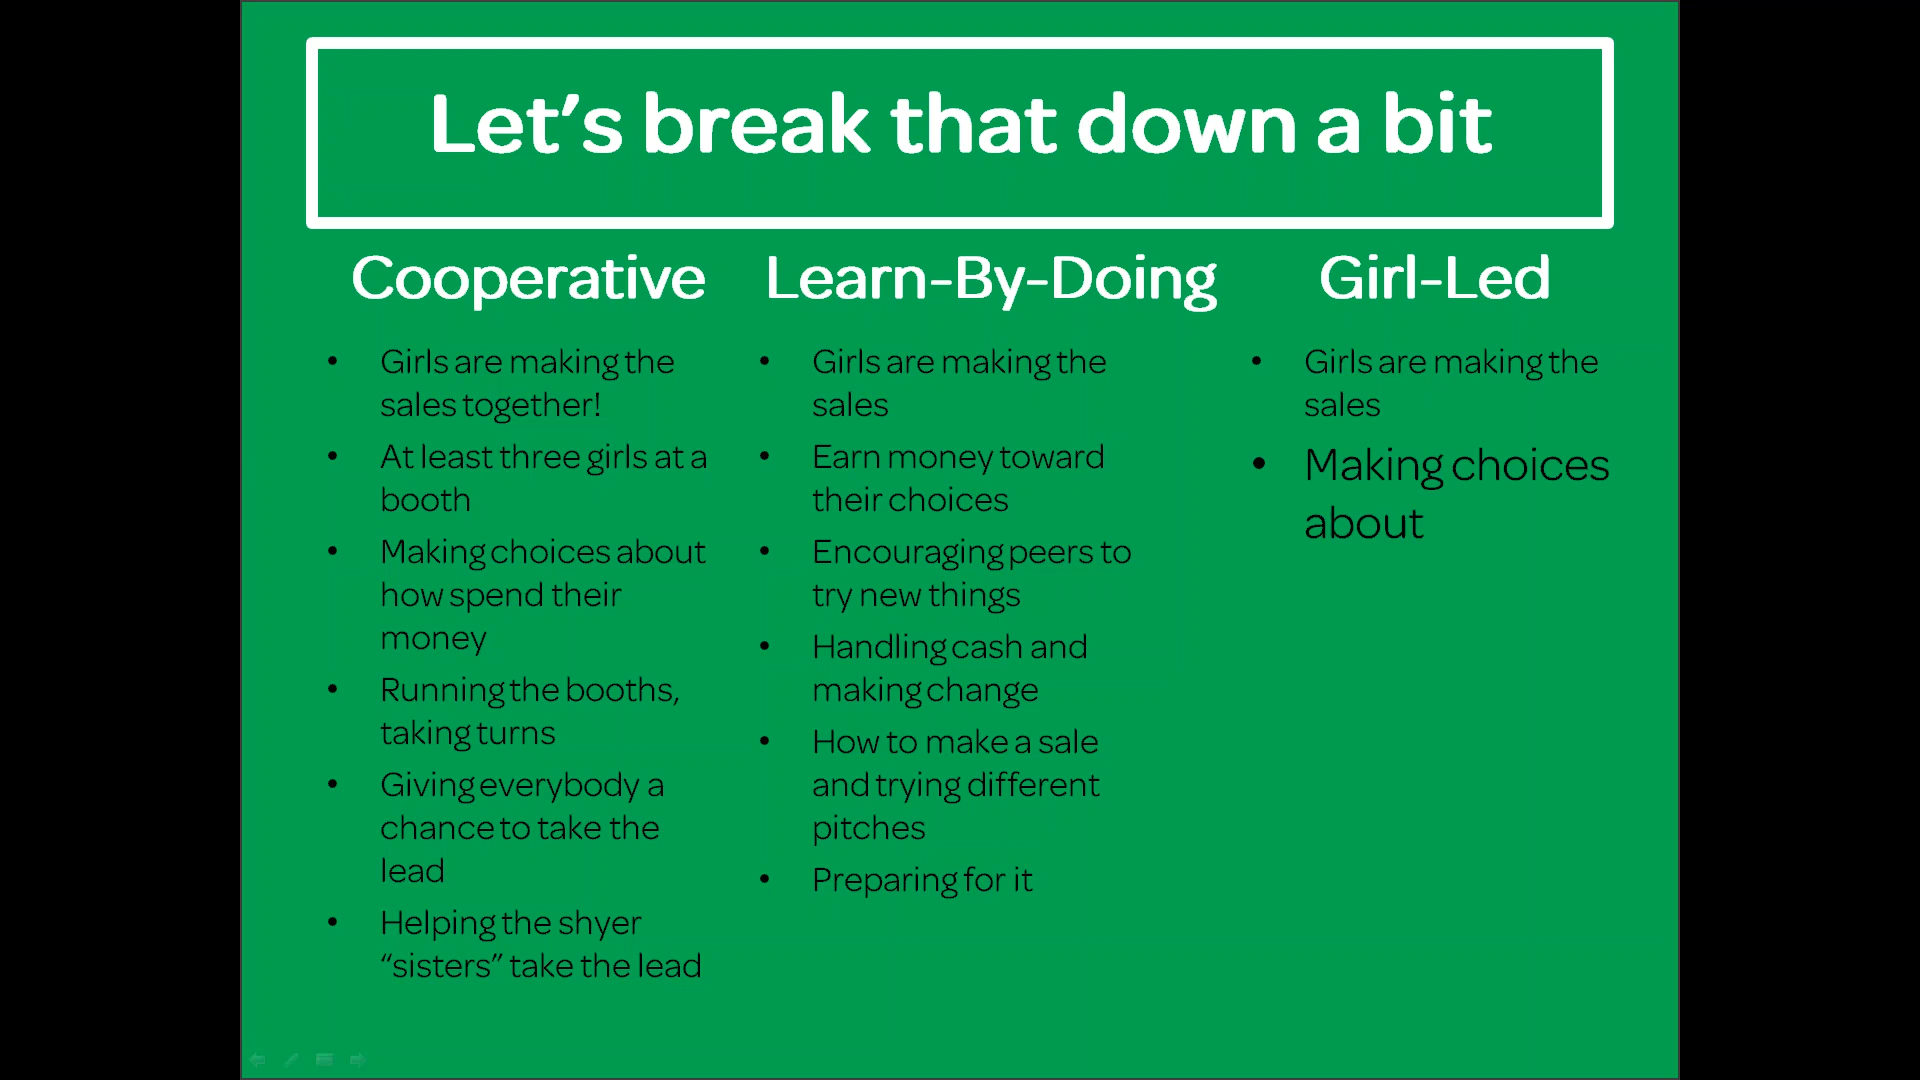 Let’s break that down a bit
Cooperative
• Girls are making the
sales together!
• At least three girls at a
booth
• Making choices about
how spend their
money
• Running the booths,
taking turns
• Giving everybody a
chance to take the
lead
• Helping the shyer
“sisters” take the lead
Learn-By-Doing
• Girls are making the
sales
• Earn money toward
their choices
• Encouraging peers to
try new things
• Handling cash and
making change
• How to make a sale
and trying different
pitches
• Preparing for it
Girl-Led
• Girls are making the
sales
• Making choices
about